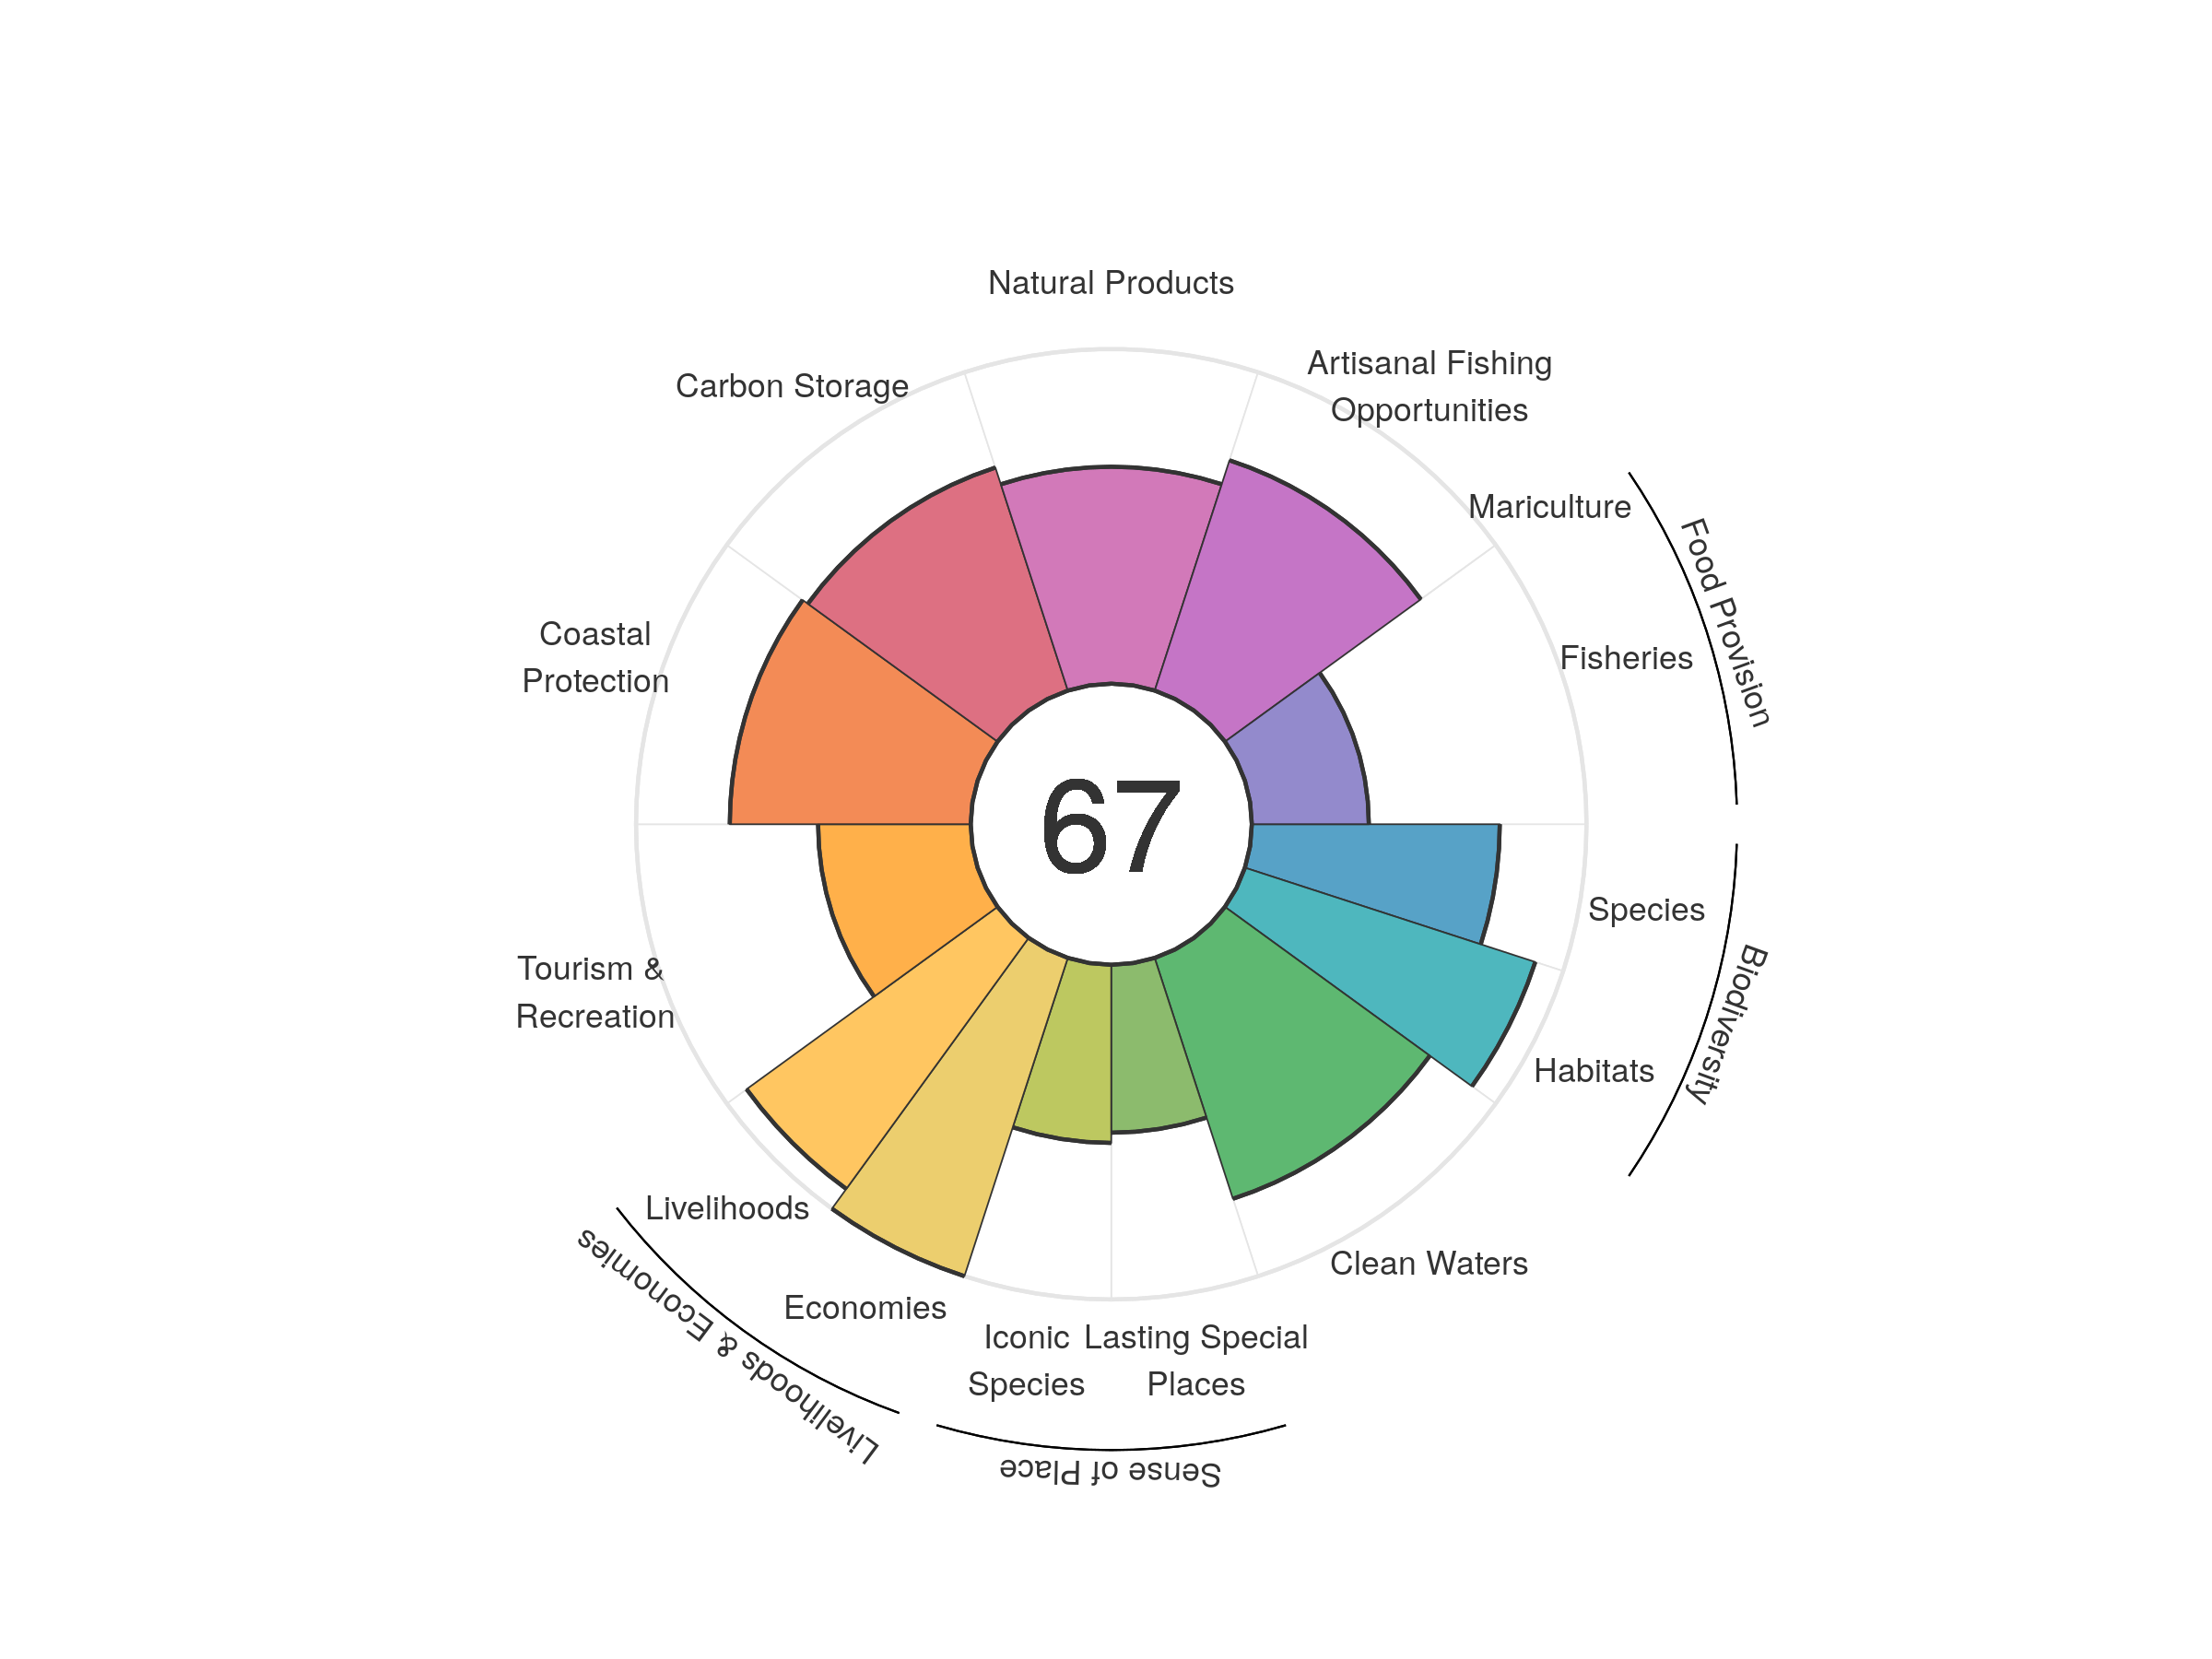 Natural Products
Carbon Storage
Artisanal Fishing
Opportunities
Mariculture
Food Provision
Fisheries
Coastal
Protection
67
Species
Biodiversity
Tourism &
Recreation
Habitats
Livelihoods
Livelihoods & Economies
Clean Waters
Economies
Iconic
Species
Lasting Special
Places
Sense of Place